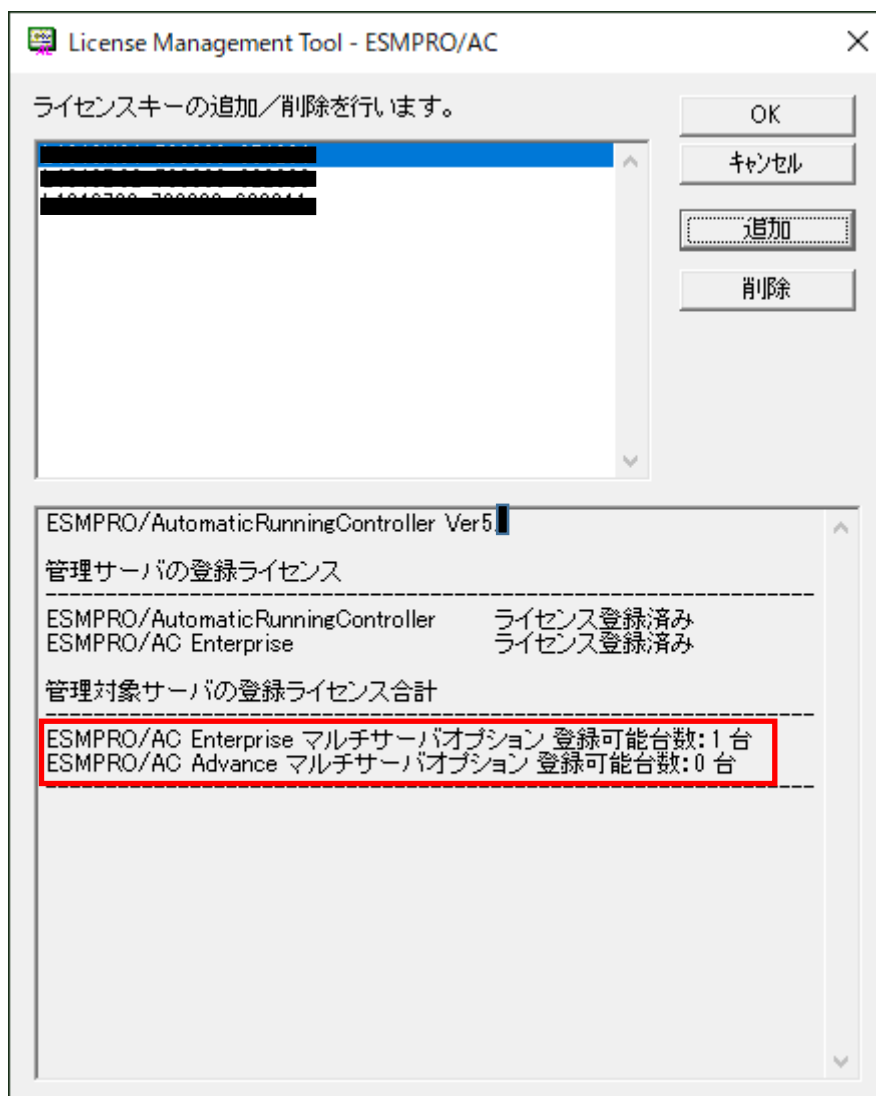 License Management Tool - ESMPRO/AC
ライセンスキーの追加／削除を行います。
OK
キャンセル
追加
削除
ESMPRO/AutomaticRunningController Ver5.
管理サーバの登録ライセンス
ESMPRO/AutomaticRunningController ライセンス登録済み
ESMPRO/AC Enterprise ライセンス登録済み
管理対象サーバの登録ライセンス合計
ESMPRO/AC Enterprise マルチサーバオプション 登録可能台数:1 台
ESMPRO/AC Advance マルチサーバオプション 登録可能台数:0 台